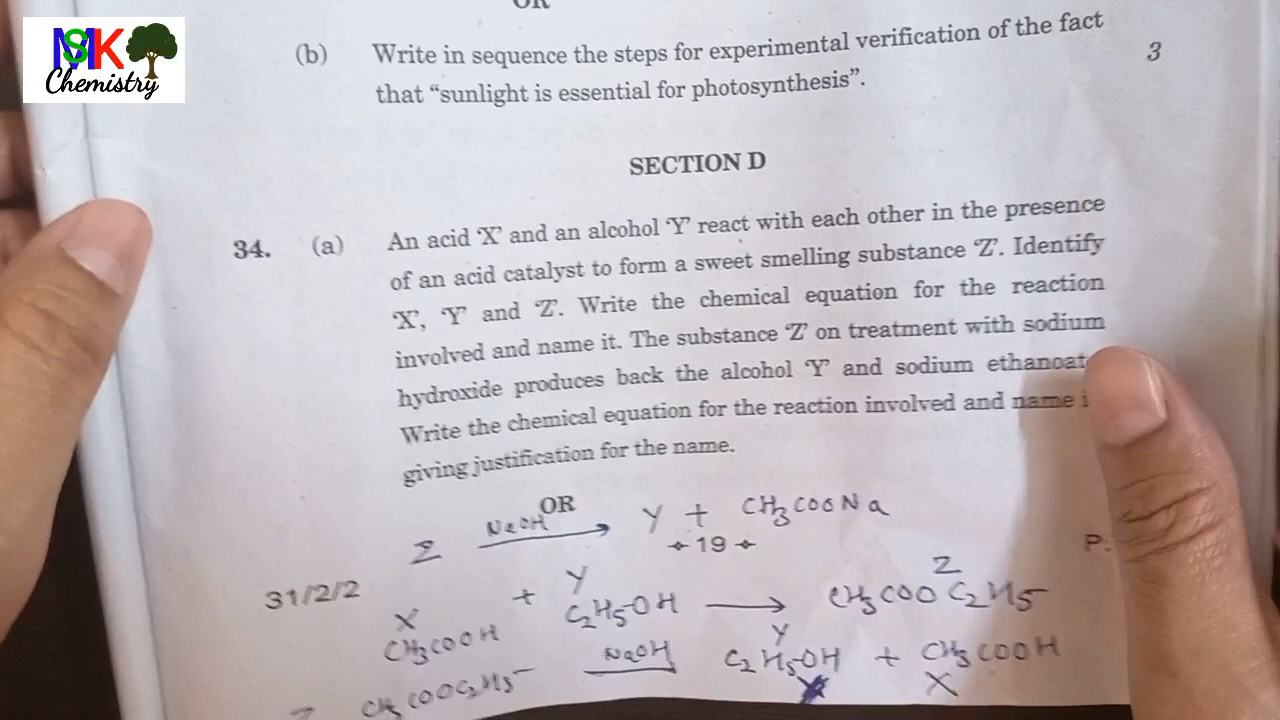 MSK
Chemistry
OR
(b) Write in sequence the steps for experimental verification of the fact
that “sunlight is essential for photosynthesis”. 3
SECTION D
34. (a) An acid ‘X’ and an alcohol ‘Y’ react with each other in the presence
of an acid catalyst to form a sweet smelling substance ‘Z’. Identify
‘X’, ‘Y’ and ‘Z’. Write the chemical equation for the reaction
involved and name it. The substance ‘Z’ on treatment with sodium
hydroxide produces back the alcohol ‘Y’ and sodium ethanoat
Write the chemical equation for the reaction involved and name i
giving justification for the name.
OR
Z NaOH Y + CH3COONa
19
31/2/2 P.
X + Y Z
CH3COOH C2H5OH → CH3COOC2H5
Y
Z CH3COOC2H5 NaOH C2H5OH + CH3COOH
X